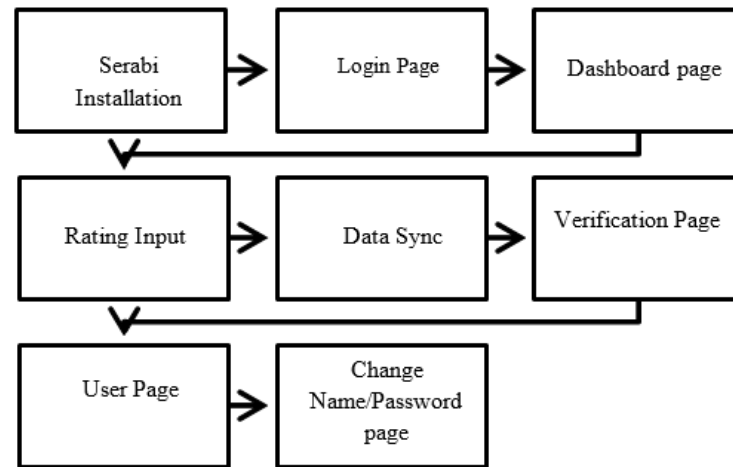 Serabi
Installation
Login Page
Dashboard page
Rating Input
Data Sync
Verification Page
User Page
Change
Name/Password
page